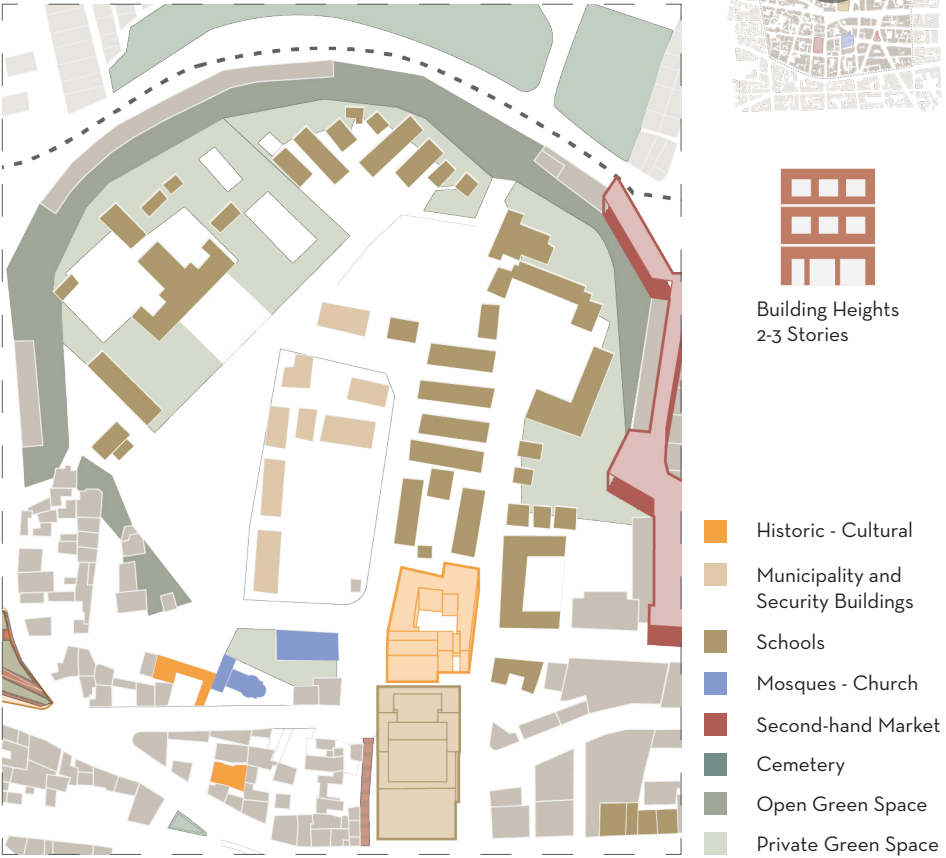 Building Heights
2-3 Stories
Historic - Cultural
Municipality and
Security Buildings
Schools
Mosques - Church
Second-hand Market
Cemetery
Open Green Space
Private Green Space